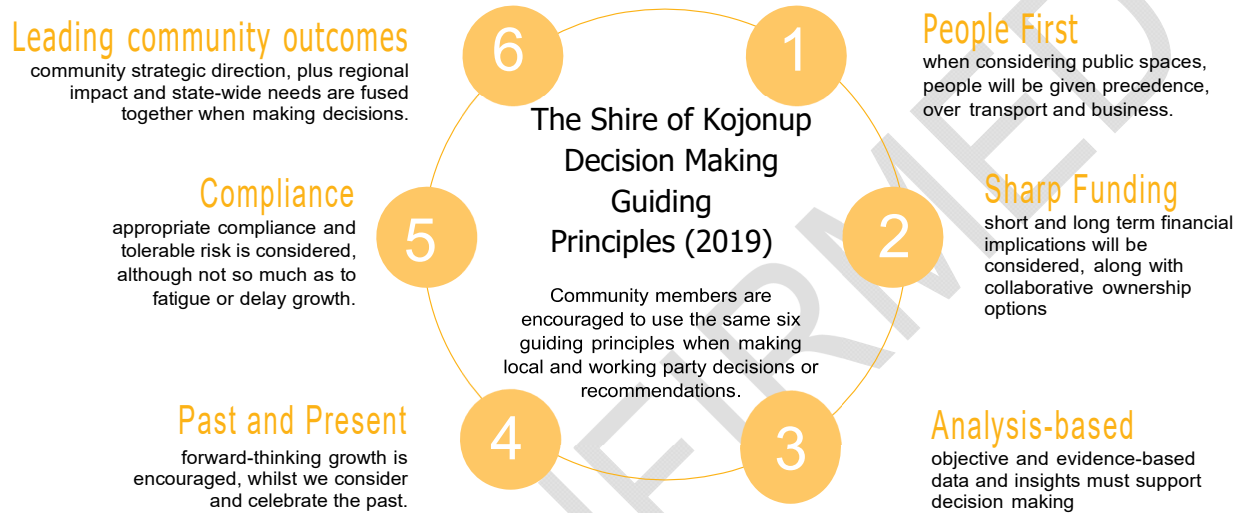 The Shire of Kojonup
Decision Making
Guiding
Principles (2019)
Community members are
encouraged to use the same six
guiding principles when making
local and working party decisions or
recommendations.
1
People First
when considering public spaces,
people will be given precedence,
over transport and business.
2
Sharp Funding
short and long term financial
implications will be
considered, along with
collaborative ownership
options
3
Analysis-based
objective and evidence-based
data and insights must support
decision making
4
Past and Present
forward-thinking growth is
encouraged, whilst we consider
and celebrate the past.
5
Compliance
appropriate compliance and
tolerable risk is considered,
although not so much as to
fatigue or delay growth.
6
Leading community outcomes
community strategic direction, plus regional
impact and state-wide needs are fused
together when making decisions.